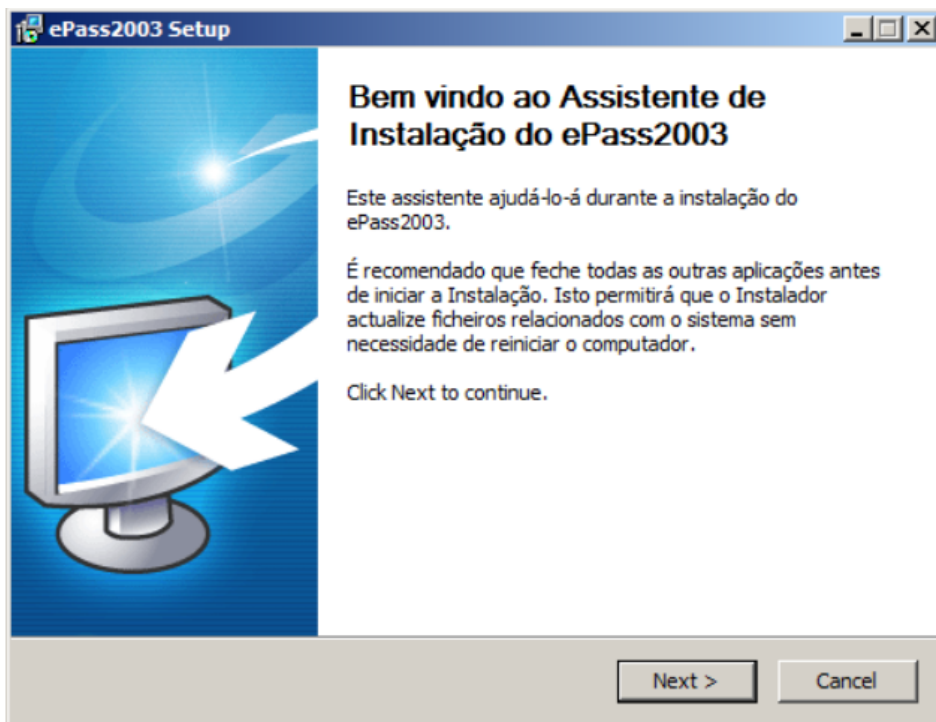 ePass2003 Setup
Bem vindo ao Assistente de
Instalação do ePass2003
Este assistente ajudá-lo-á durante a instalação do
ePass2003.
É recomendado que feche todas as outras aplicações antes
de iniciar a Instalação. Isto permitirá que o Instalador
actualize ficheiros relacionados com o sistema sem
necessidade de reiniciar o computador.
Click Next to continue.
Next >
Cancel